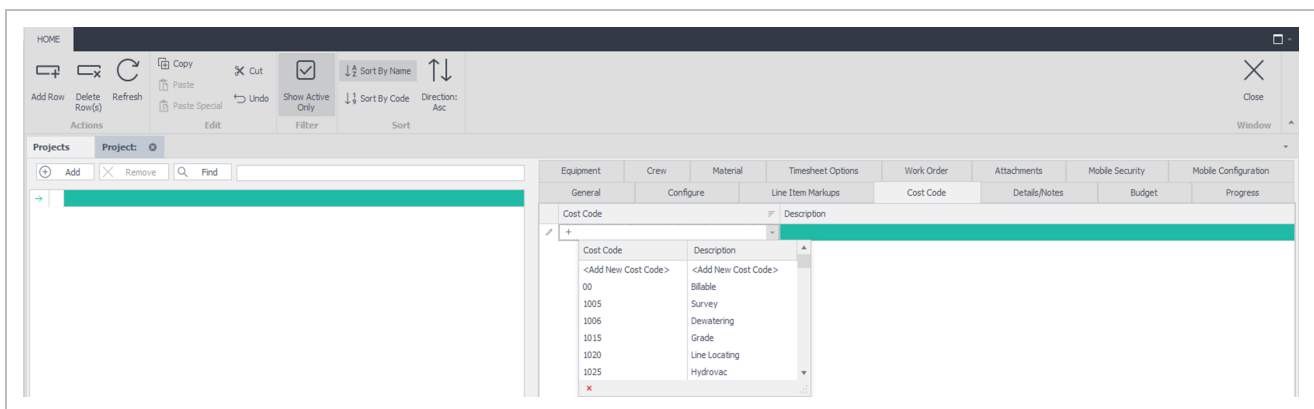 HOME
Copy
Cut
Sort By Name
Paste
Add Row
Delete Row(s)
Refresh
Paste Special
Undo
Show Active Only
Sort By Code
Direction: Asc
Close
Actions
Edit
Filter
Sort
Window
Projects
Project:
Add
Remove
Find
Equipment
Crew
Material
Timesheet Options
Work Order
Attachments
Mobile Security
Mobile Configuration
General
Configure
Line Item Markups
Cost Code
Details/Notes
Budget
Progress
Cost Code
Description
Cost Code Description
<Add New Cost Code> <Add New Cost Code>
00 Billable
1005 Survey
1006 Dewatering
1015 Grade
1020 Line Locating
1025 Hydrovac